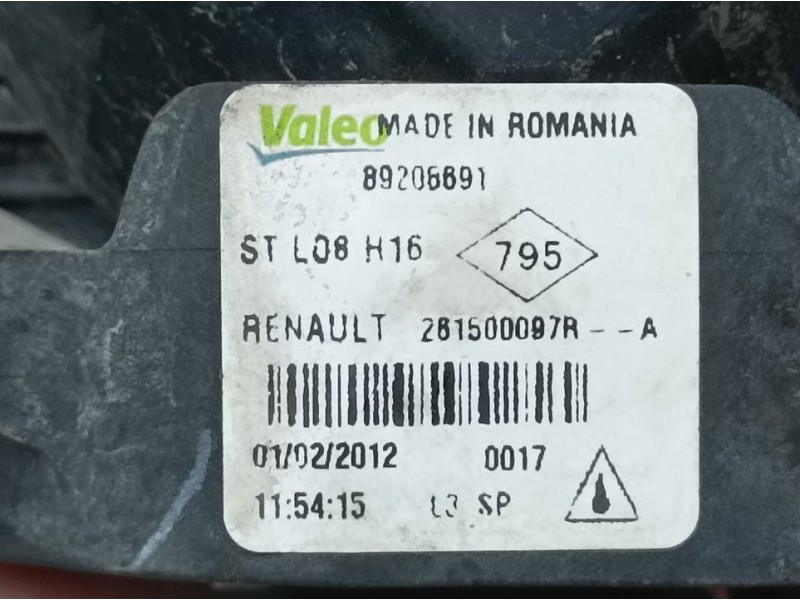 Valeo MADE IN ROMANIA
89206691
ST L08 H16 795
RENAULT 261500097R--A
01/02/2012 0017
11:54:15 L3 SP